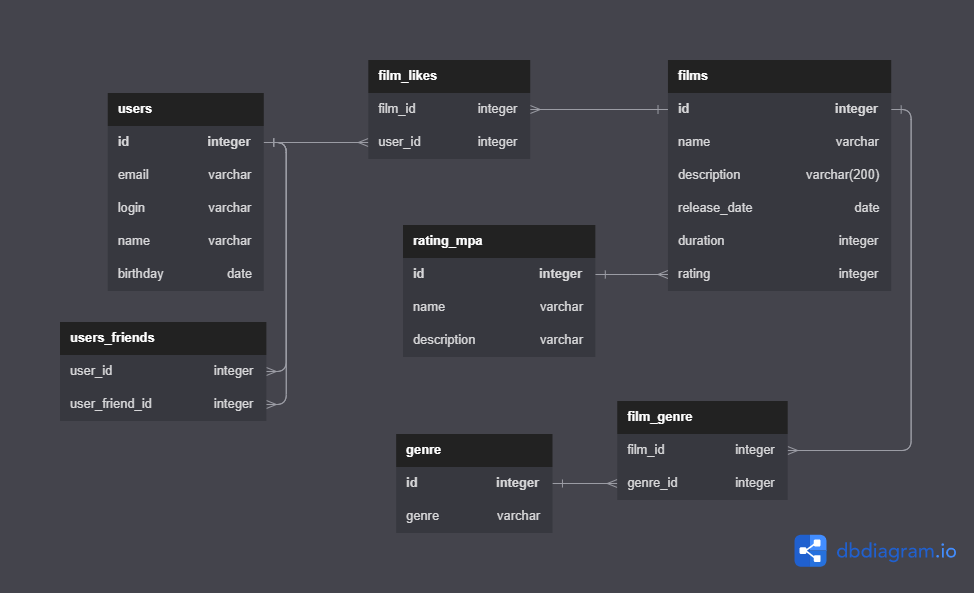 users
id integer
email varchar
login varchar
name varchar
birthday date
users_friends
user_id integer
user_friend_id integer
film_likes
film_id integer
user_id integer
rating_mpa
id integer
name varchar
description varchar
genre
id integer
genre varchar
films
id integer
name varchar
description varchar(200)
release_date date
duration integer
rating integer
film_genre
film_id integer
genre_id integer
dbdiagram.io